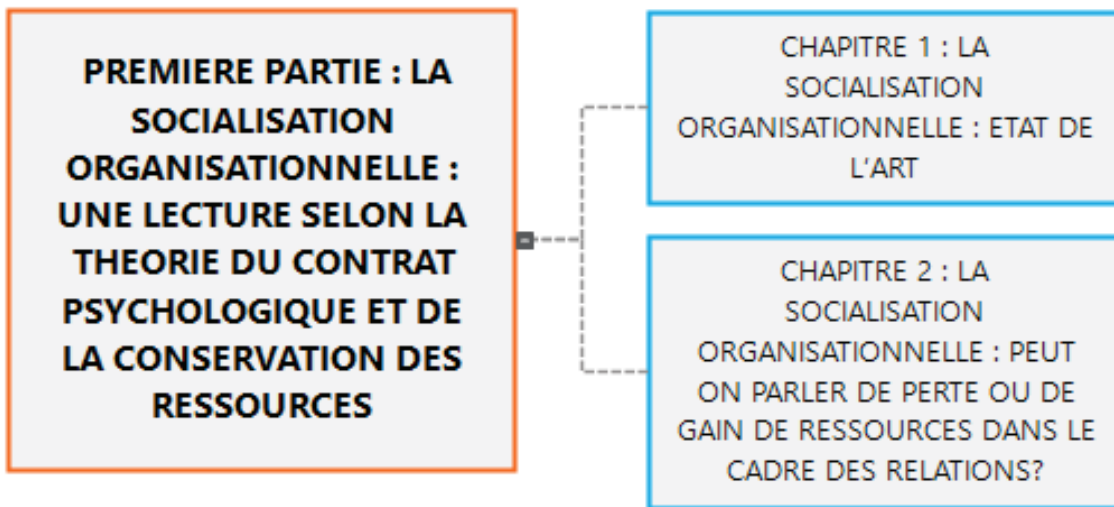 PREMIERE PARTIE : LA
SOCIALISATION
ORGANISATIONNELLE :
UNE LECTURE SELON LA
THEORIE DU CONTRAT
PSYCHOLOGIQUE ET DE
LA CONSERVATION DES
RESSOURCES
CHAPITRE 1 : LA
SOCIALISATION
ORGANISATIONNELLE : ETAT DE
L'ART
CHAPITRE 2 : LA
SOCIALISATION
ORGANISATIONNELLE : PEUT
ON PARLER DE PERTE OU DE
GAIN DE RESSOURCES DANS LE
CADRE DES RELATIONS?